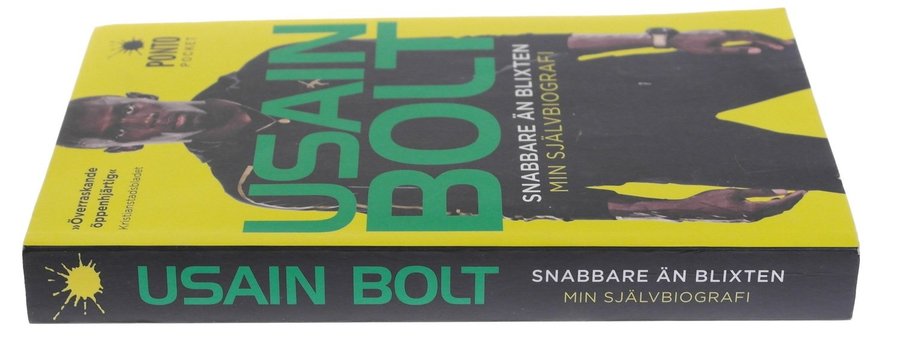 PONTO
POCKET
USAIN
BOLT
SNABBARE ÄN BLIXTEN
MIN SJÄLVBIOGRAFI
»Överraskande
öppenhjärtig«
Kristianstadsbladet
USAIN BOLT
SNABBARE ÄN BLIXTEN
MIN SJÄLVBIOGRAFI